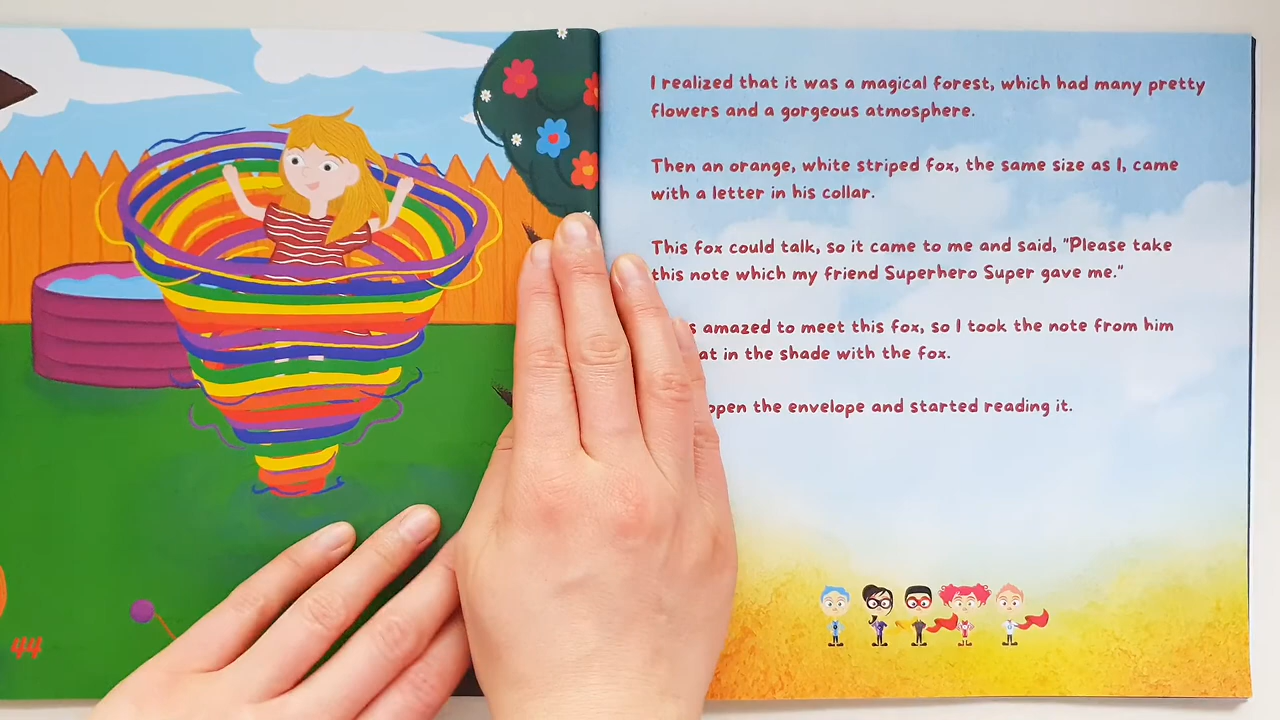 I realized that it was a magical forest, which had many pretty
flowers and a gorgeous atmosphere.
Then an orange, white striped fox, the same size as I, came
with a letter in his collar.
This fox could talk, so it came to me and said, "Please take
this note which my friend Superhero Super gave me."
amazed to meet this fox, so I took the note from him
in the shade with the fox.
open the envelope and started reading it.
44